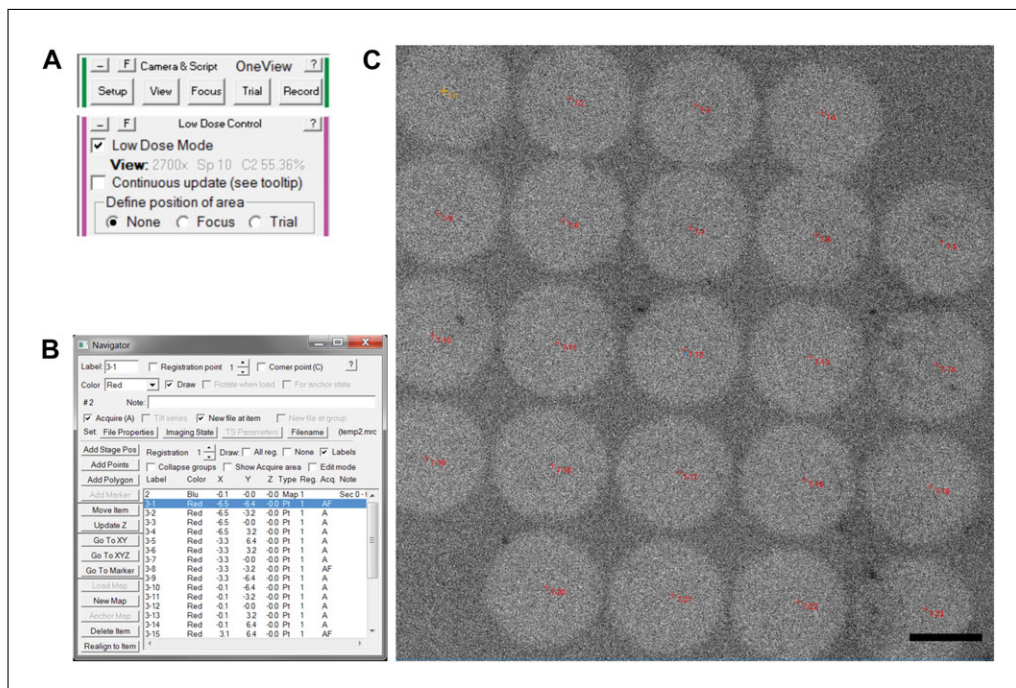 A
– F Camera & Script OneView ?
Setup View Focus Trial Record
– F Low Dose Control ?
Low Dose Mode
View: 2700x Sp 10 C2 55.36%
Continuous update (see tooltip)
Define position of area
None Focus Trial
B
Navigator
Label: 3-1 Registration point 1 Corner point (C) ?
Color Red Draw Rotate when load For anchor state
# 2 Note:
Acquire (A) Tilt series New file at item New file at group
Set: File Properties Imaging State TS Parameters Filename (temp2.mrc
Add Stage Pos Registration 1 Draw: All reg. None Labels
Add Points Collapse groups Show Acquire area Edit mode
Add Polygon
Add Marker
Move Item
Update Z
Go To XY
Go To XYZ
Go To Marker
Load Map
New Map
Anchor Map
Delete Item
Realign to Item
Label Color X Y Z Type Reg. Acq. Note
2 Blu -0.1 -0.0 -0.0 Map 1 Sec 0 -
3-1 Red -6.5 -6.4 -0.0 Pt 1 AF
3-2 Red -6.5 -3.2 -0.0 Pt 1 A
3-3 Red -6.5 -0.0 -0.0 Pt 1 A
3-4 Red -6.5 3.2 -0.0 Pt 1 A
3-5 Red -3.3 6.4 -0.0 Pt 1 AF
3-6 Red -3.3 3.2 -0.0 Pt 1 A
3-7 Red -3.3 -0.0 -0.0 Pt 1 A
3-8 Red -3.3 -3.2 -0.0 Pt 1 AF
3-9 Red -3.3 -6.4 -0.0 Pt 1 A
3-10 Red -0.1 -6.4 -0.0 Pt 1 A
3-11 Red -0.1 -3.2 -0.0 Pt 1 A
3-12 Red -0.1 -0.0 -0.0 Pt 1 A
3-13 Red -0.1 3.2 -0.0 Pt 1 A
3-14 Red -0.1 6.4 -0.0 Pt 1 A
3-15 Red 3.1 6.4 -0.0 Pt 1 AF
C